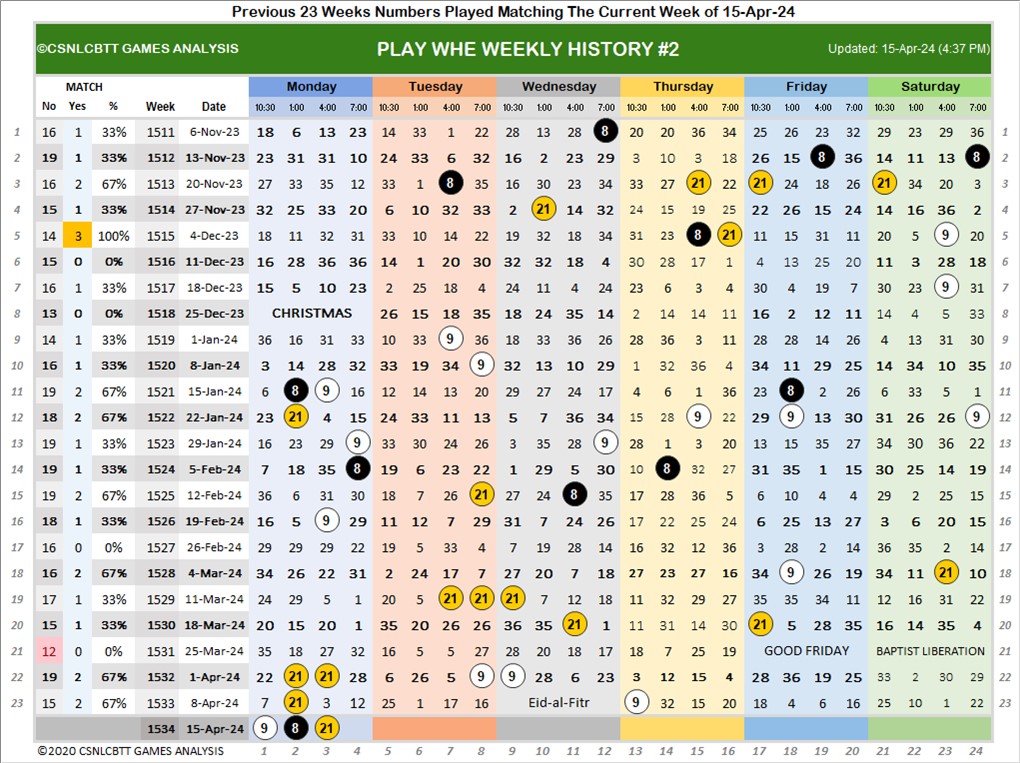 Previous 23 Weeks Numbers Played Matching The Current Week of 15-Apr-24
©CSNLCBTT GAMES ANALYSIS PLAY WHE WEEKLY HISTORY #2 Updated: 15-Apr-24 (4:37 PM)
MATCH Monday Tuesday Wednesday Thursday Friday Saturday
No Yes % Week Date 10:30 1:00 4:00 7:00 10:30 1:00 4:00 7:00 10:30 1:00 4:00 7:00 10:30 1:00 4:00 7:00 10:30 1:00 4:00 7:00 10:30 1:00 4:00 7:00
1 16 1 33% 1511 6-Nov-23 18 6 13 23 14 33 1 22 28 13 28 8 20 20 36 34 25 26 23 32 29 23 29 36 1
2 19 1 33% 1512 13-Nov-23 23 31 31 10 24 33 6 32 16 2 23 29 3 10 3 18 26 15 8 36 14 11 13 8 2
3 16 2 67% 1513 20-Nov-23 27 33 35 12 33 1 8 35 16 30 23 34 33 27 21 22 21 24 18 26 21 34 20 3 3
4 15 1 33% 1514 27-Nov-23 32 25 33 20 6 10 32 33 2 21 14 32 24 15 19 25 22 26 15 24 14 16 36 2 4
5 14 3 100% 1515 4-Dec-23 18 11 32 31 33 10 14 22 19 32 18 34 31 23 8 21 11 15 31 11 20 5 9 20 5
6 15 0 0% 1516 11-Dec-23 16 28 36 36 14 1 20 30 32 32 18 4 30 28 17 1 4 13 25 20 11 3 28 18 6
7 16 1 33% 1517 18-Dec-23 15 5 10 23 2 25 18 4 24 11 4 24 23 6 3 4 30 4 19 7 30 23 9 31 7
8 13 0 0% 1518 25-Dec-23 CHRISTMAS 26 15 18 35 18 24 35 14 2 14 14 11 16 2 12 11 14 4 5 33 8
9 14 1 33% 1519 1-Jan-24 36 16 31 33 10 33 9 36 18 33 36 26 28 36 3 11 28 28 14 26 4 13 31 30 9
10 16 1 33% 1520 8-Jan-24 3 14 28 32 33 19 34 9 32 13 10 29 1 32 36 4 34 11 29 25 14 34 10 35 10
11 19 2 67% 1521 15-Jan-24 6 8 9 16 12 14 13 20 29 27 24 17 4 6 1 36 23 8 2 26 6 33 5 1 11
12 18 2 67% 1522 22-Jan-24 23 21 4 15 24 33 11 13 5 7 36 34 15 28 9 22 29 9 13 30 31 26 26 9 12
13 19 1 33% 1523 29-Jan-24 16 23 29 9 33 30 24 26 3 35 28 9 28 1 3 20 13 15 35 27 34 30 36 22 13
14 19 1 33% 1524 5-Feb-24 7 18 35 8 19 6 23 22 1 29 5 30 10 8 32 27 31 35 1 15 30 25 14 19 14
15 19 2 67% 1525 12-Feb-24 36 6 31 30 18 7 26 21 27 24 8 35 17 28 36 5 6 10 4 4 29 2 25 15 15
16 18 1 33% 1526 19-Feb-24 16 5 9 29 11 12 7 29 31 7 24 26 17 22 25 24 6 25 13 27 3 6 20 15 16
17 16 0 0% 1527 26-Feb-24 29 29 29 22 19 5 33 4 7 19 28 14 16 32 12 36 3 28 2 14 36 35 2 14 17
18 16 2 67% 1528 4-Mar-24 34 26 22 31 2 24 17 7 27 20 7 18 27 23 27 16 34 9 26 19 34 11 21 10 18
19 17 1 33% 1529 11-Mar-24 24 29 5 1 20 5 21 21 21 7 12 18 11 32 29 27 35 35 34 11 12 16 31 22 19
20 15 1 33% 1530 18-Mar-24 20 15 20 1 35 20 26 26 36 35 21 1 11 31 14 30 21 5 28 35 16 14 35 4 20
21 12 0 0% 1531 25-Mar-24 35 18 27 32 16 5 5 27 28 20 18 17 18 7 25 19 GOOD FRIDAY BAPTIST LIBERATION 21
22 19 2 67% 1532 1-Apr-24 22 21 21 28 6 26 5 9 9 28 6 23 3 12 15 4 28 36 19 25 33 2 30 29 22
23 15 2 67% 1533 8-Apr-24 7 21 3 12 25 1 17 16 Eid-al-Fitr 9 32 15 20 18 4 6 16 25 10 1 22 23
1534 15-Apr-24 9 8 21
©2020 CSNLCBTT GAMES ANALYSIS 1 2 3 4 5 6 7 8 9 10 11 12 13 14 15 16 17 18 19 20 21 22 23 24